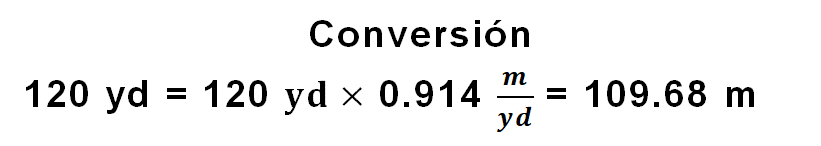 Conversión
120 yd = 120 yd × 0.914 m/yd = 109.68 m